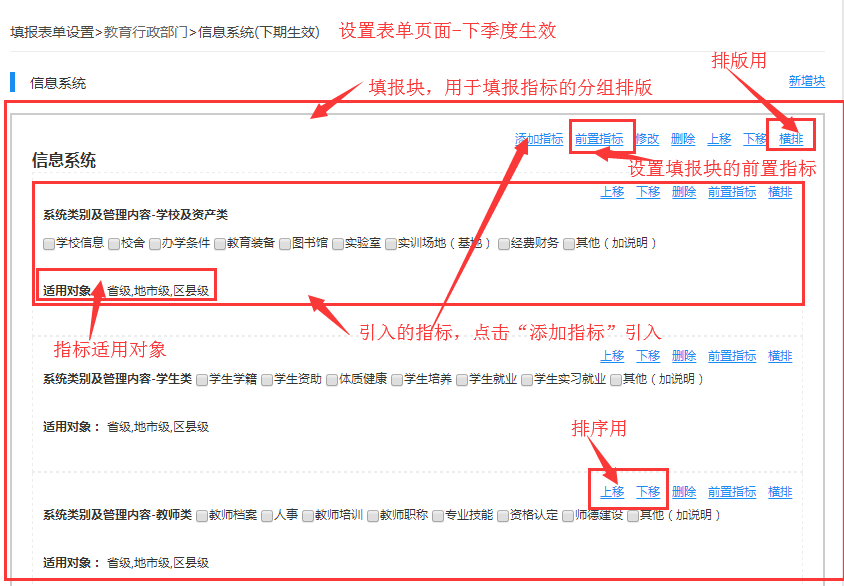 填报表单设置>教育行政部门>信息系统(下期生效) 设置表单页面-下季度生效
排版用
信息系统 新增块
填报块，用于填报指标的分组排版
添加指标 前置指标 修改 删除 上移 下移 横排
信息系统
设置填报块的前置指标
上移 下移 删除 前置指标 横排
系统类别及管理内容-学校及资产类
学校信息 校舍 办学条件 教育装备 图书馆 实验室 实训场地（基地） 经费财务 其他（加说明）
适用对象： 省级,地市级,区县级
引入的指标，点击“添加指标”引入
指标适用对象
上移 下移 删除 前置指标 横排
系统类别及管理内容-学生类 学生学籍 学生资助 体质健康 学生培养 学生就业 学生实习就业 其他（加说明）
适用对象： 省级,地市级,区县级
排序用
上移 下移 删除 前置指标 横排
系统类别及管理内容-教师类 教师档案 人事 教师培训 教师职称 专业技能 资格认定 师德建设 其他（加说明）
适用对象： 省级,地市级,区县级